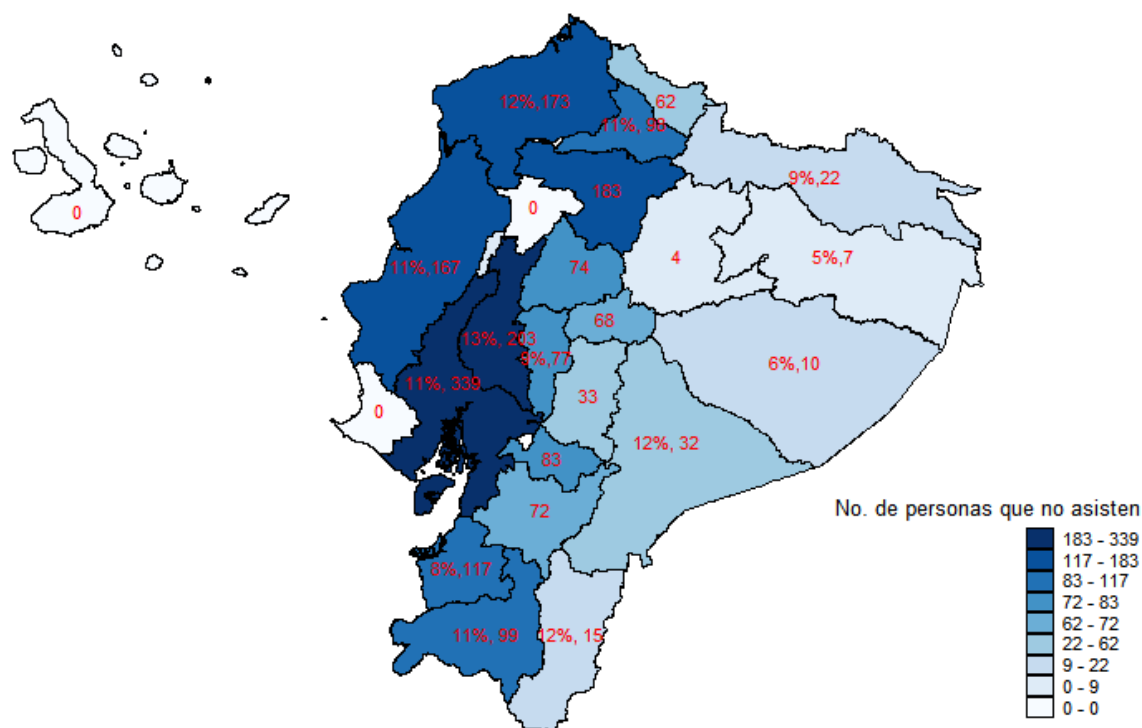 12%,173
62
11%, 98
9%,22
183
0
0
11%,167
74
4
5%,7
68
13%, 203
9%,77
6%,10
11%, 339
33
0
12%, 32
83
72
8%,117
11%, 99
12%, 15
No. de personas que no asisten
183 - 339
117 - 183
83 - 117
72 - 83
62 - 72
22 - 62
9 - 22
0 - 9
0 - 0